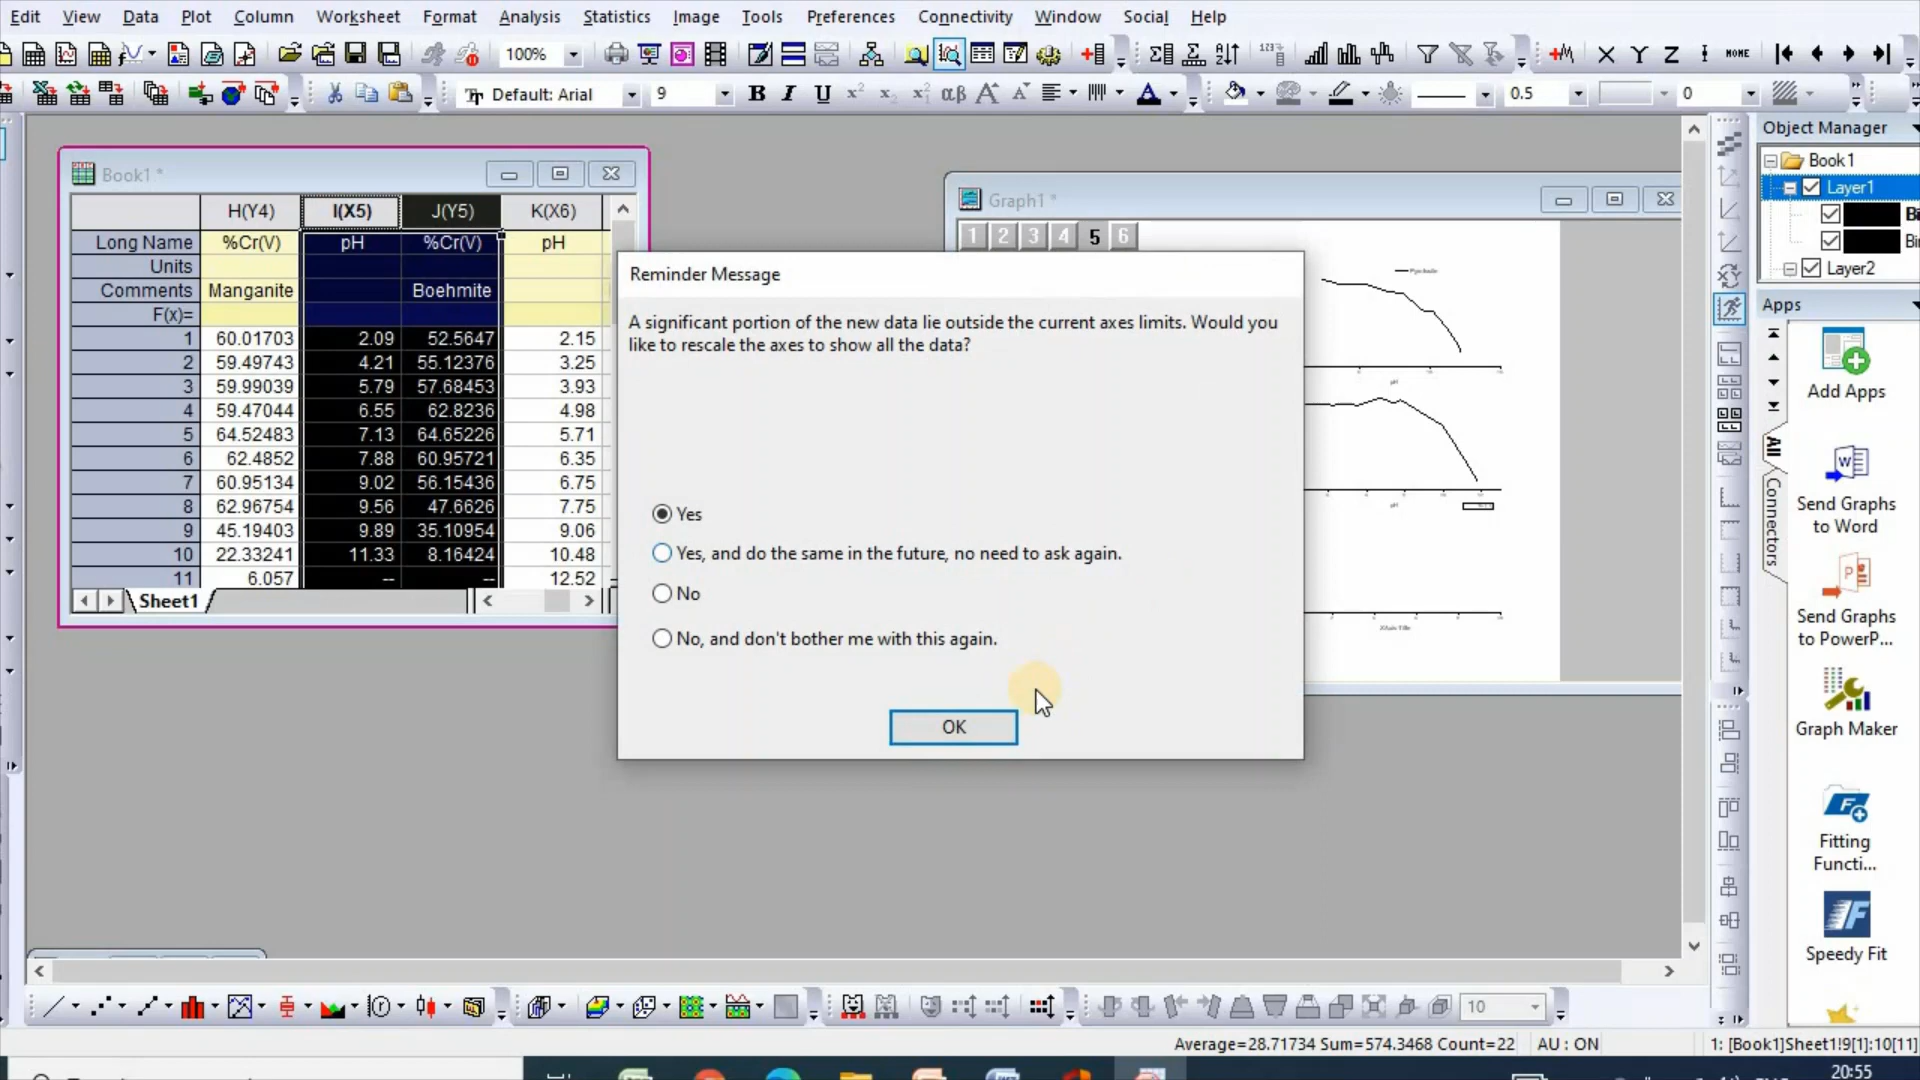 Edit View Data Plot Column Worksheet Format Analysis Statistics Image Tools Preferences Connectivity Window Social Help
100%
X Y Z HOME
Default: Arial 9 B I U αβ A A 0.5 0
Book1 *
H(Y4) I(X5) J(Y5) K(X6)
Long Name %Cr(V) pH %Cr(V) pH
Units
Comments Manganite Boehmite
F(x)=
1 60.01703 2.09 52.5647 2.15
2 59.49743 4.21 55.12376 3.25
3 59.99039 5.79 57.68453 3.93
4 59.47044 6.55 62.8236 4.98
5 64.52483 7.13 64.65226 5.71
6 62.4852 7.88 60.95721 6.35
7 60.95134 9.02 56.15436 6.75
8 62.96754 9.56 47.6626 7.75
9 45.19403 9.89 35.10954 9.06
10 22.33241 11.33 8.16424 10.48
11 6.057 -- -- 12.52
Sheet1
Graph1 *
1 2 3 4 5 6
pH
pH
Reminder Message
A significant portion of the new data lie outside the current axes limits. Would you
like to rescale the axes to show all the data?
Yes
Yes, and do the same in the future, no need to ask again.
No
No, and don't bother me with this again.
OK
Object Manager
Book1
Layer1
Layer2
Apps
All
Connectors
Add Apps
Send Graphs
to Word
Send Graphs
to PowerP...
Graph Maker
Fitting
Functi...
Speedy Fit
10
Average=28.71734 Sum=574.3468 Count=22 AU : ON 1: [Book1]Sheet1!9[1]:10[11]
20:55